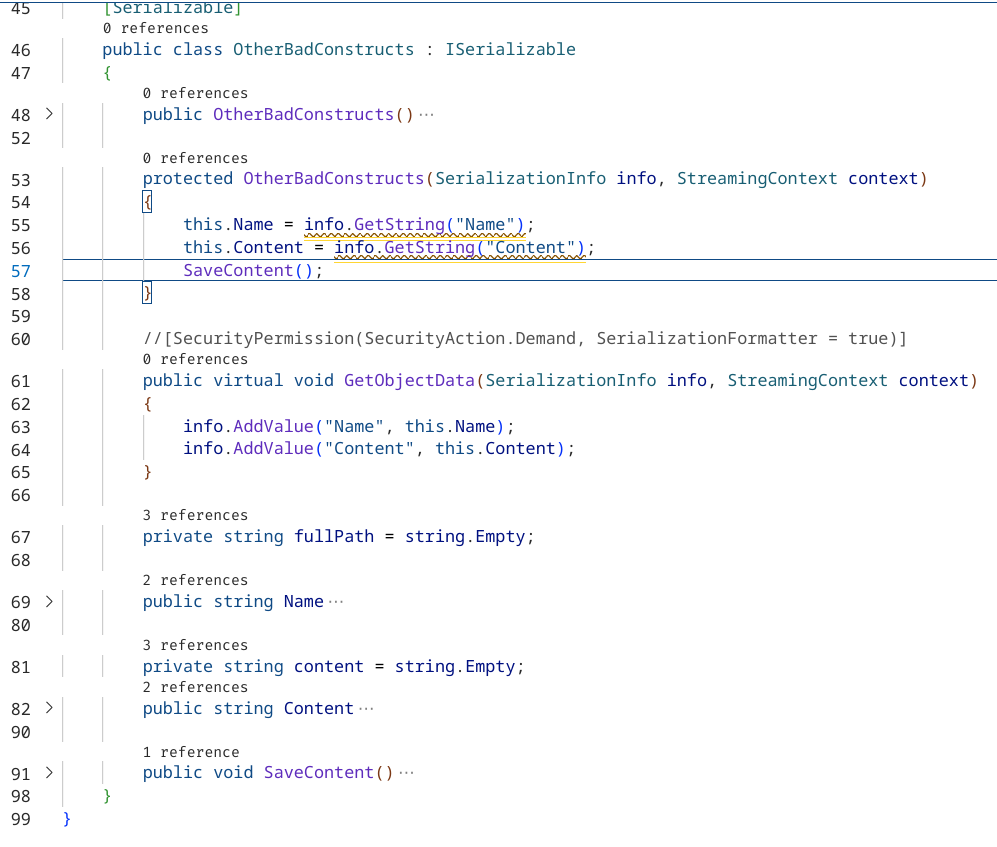 45 [Serializable]
0 references
46 public class OtherBadConstructs : ISerializable
47 {
0 references
48 > public OtherBadConstructs()···
52
0 references
53 protected OtherBadConstructs(SerializationInfo info, StreamingContext context)
54 {
55 this.Name = info.GetString("Name");
56 this.Content = info.GetString("Content");
57 SaveContent();
58 }
59
60 //[SecurityPermission(SecurityAction.Demand, SerializationFormatter = true)]
0 references
61 public virtual void GetObjectData(SerializationInfo info, StreamingContext context)
62 {
63 info.AddValue("Name", this.Name);
64 info.AddValue("Content", this.Content);
65 }
66
3 references
67 private string fullPath = string.Empty;
68
2 references
69 > public string Name···
80
3 references
81 private string content = string.Empty;
2 references
82 > public string Content···
90
1 reference
91 > public void SaveContent()···
98 }
99 }